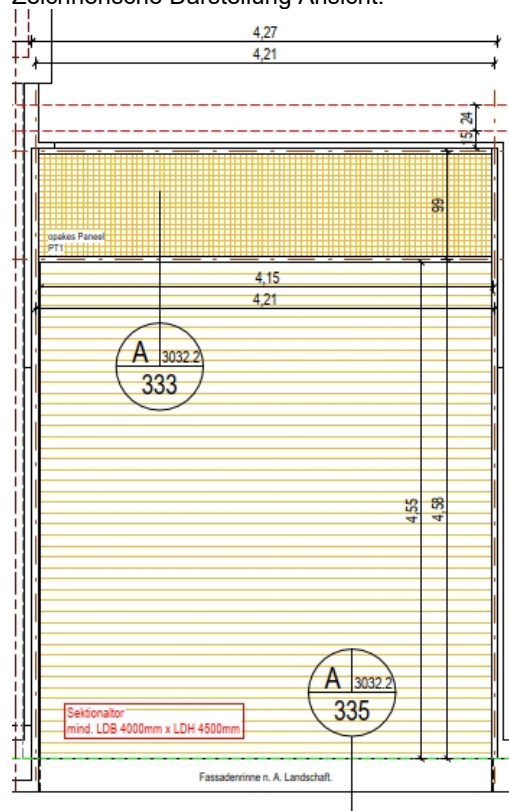 Zeichnerische Darstellung Ansicht:
4,27
4,21
24
15
99
opakes Paneel
PT1
4,15
4,21
A 3032.2
333
4,55
4,58
A 3032.2
335
Sektionaltor
mind. LDB 4000mm x LDH 4500mm
Fassadenrinne n. A. Landschaft.